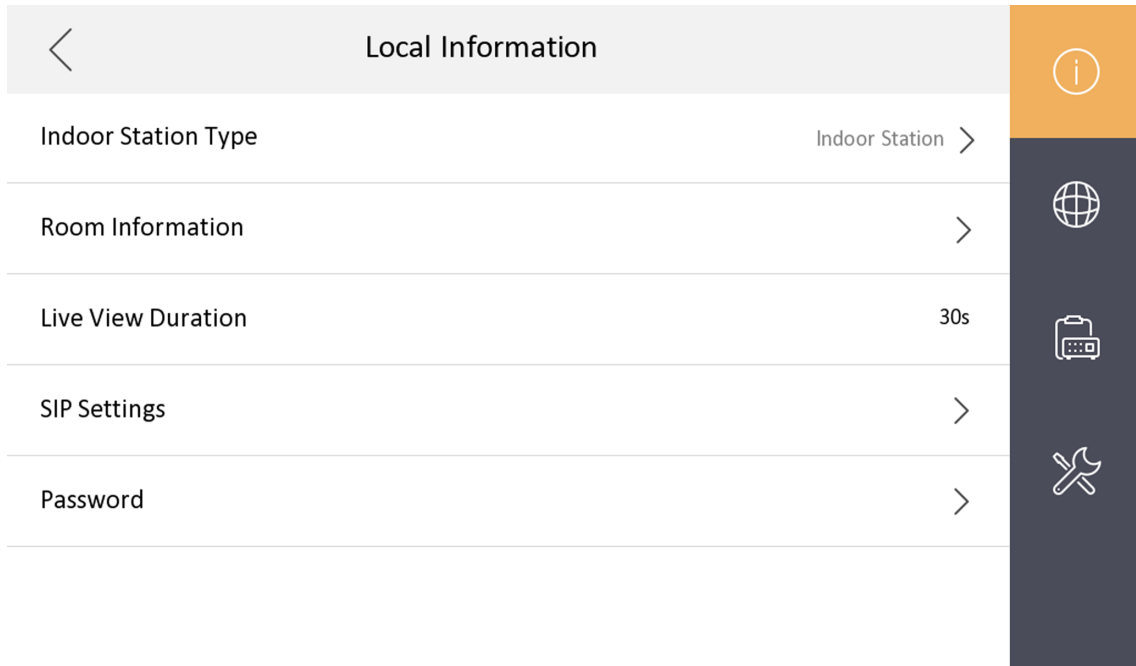 Local Information
Indoor Station Type Indoor Station
Room Information
Live View Duration 30s
SIP Settings
Password